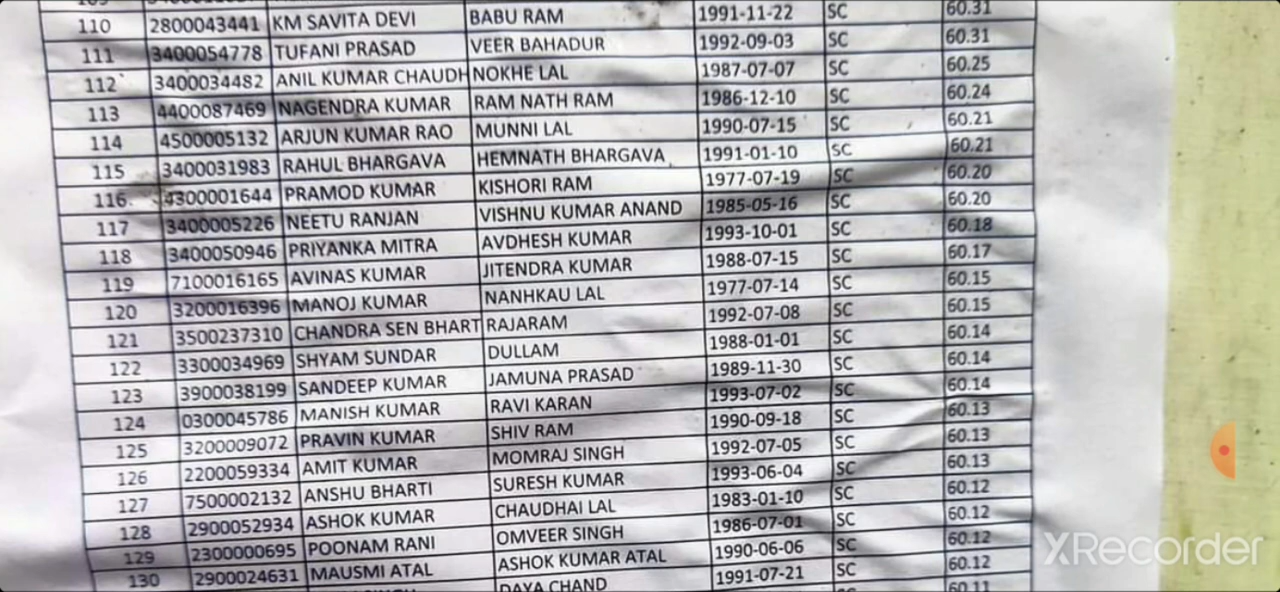 110 2800043441 KM SAVITA DEVI BABU RAM 1991-11-22 SC 60.31
111 3400054778 TUFANI PRASAD VEER BAHADUR 1992-09-03 SC 60.31
112 3400034482 ANIL KUMAR CHAUDH NOKHE LAL 1987-07-07 SC 60.25
113 4400087469 NAGENDRA KUMAR RAM NATH RAM 1986-12-10 SC 60.24
114 4500005132 ARJUN KUMAR RAO MUNNI LAL 1990-07-15 SC 60.21
115 3400031983 RAHUL BHARGAVA HEMNATH BHARGAVA 1991-01-10 SC 60.21
116 4300001644 PRAMOD KUMAR KISHORI RAM 1977-07-19 SC 60.20
117 3400005226 NEETU RANJAN VISHNU KUMAR ANAND 1985-05-16 SC 60.20
118 3400050946 PRIYANKA MITRA AVDHESH KUMAR 1993-10-01 SC 60.18
119 7100016165 AVINAS KUMAR JITENDRA KUMAR 1988-07-15 SC 60.17
120 3200016396 MANOJ KUMAR NANHKAU LAL 1977-07-14 SC 60.15
121 3500237310 CHANDRA SEN BHART RAJARAM 1992-07-08 SC 60.15
122 3300034969 SHYAM SUNDAR DULLAM 1988-01-01 SC 60.14
123 3900038199 SANDEEP KUMAR JAMUNA PRASAD 1989-11-30 SC 60.14
124 0300045786 MANISH KUMAR RAVI KARAN 1993-07-02 SC 60.14
125 3200009072 PRAVIN KUMAR SHIV RAM 1990-09-18 SC 60.13
126 2200059334 AMIT KUMAR MOMRAJ SINGH 1992-07-05 SC 60.13
127 7500002132 ANSHU BHARTI SURESH KUMAR 1993-06-04 SC 60.13
128 2900052934 ASHOK KUMAR CHAUDHAI LAL 1983-01-10 SC 60.12
129 2300000695 POONAM RANI OMVEER SINGH 1986-07-01 SC 60.12
130 2900024631 MAUSMI ATAL ASHOK KUMAR ATAL 1990-06-06 SC 60.12
DAYA CHAND 1991-07-21 SC 60.12
60.11
XRecorder